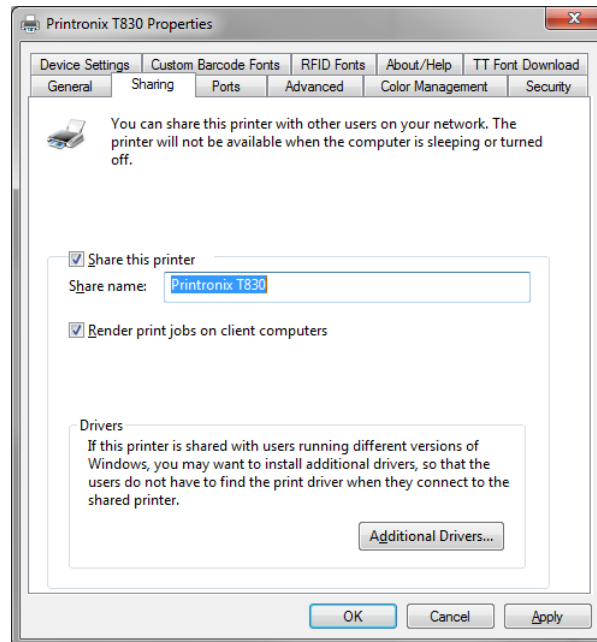 Printronix T830 Properties
Device Settings Custom Barcode Fonts RFID Fonts About/Help TT Font Download
General Sharing Ports Advanced Color Management Security
You can share this printer with other users on your network. The
printer will not be available when the computer is sleeping or turned
off.
Share this printer
Share name: Printronix T830
Render print jobs on client computers
Drivers
If this printer is shared with users running different versions of
Windows, you may want to install additional drivers, so that the
users do not have to find the print driver when they connect to the
shared printer.
Additional Drivers...
OK Cancel Apply